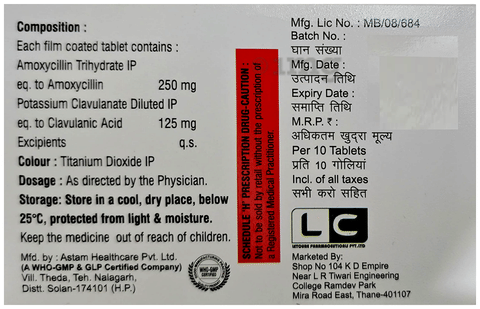 Composition :
Each film coated tablet contains :
Amoxycillin Trihydrate IP
eq. to Amoxycillin 250 mg
Potassium Clavulanate Diluted IP
eq. to Clavulanic Acid 125 mg
Excipients q.s.
Colour : Titanium Dioxide IP
Dosage : As directed by the Physician.
Storage: Store in a cool, dry place, below
25°C, protected from light & moisture.
Keep the medicine out of reach of children.
Mfd. by : Astam Healthcare Pvt. Ltd.
(A WHO-GMP & GLP Certified Company)
Vill. Theda, Teh. Nalagarh,
Distt. Solan-174101 (H.P.)
WHO-GMP
CERTIFIED
SCHEDULE 'H' PRESCRIPTION DRUG-CAUTION :
Not to be sold by retail without the prescription of
a Registered Medical Practitioner.
Mfg. Lic No. : MB/08/684
Batch No. :
घान संख्या
Mfg. Date :
उत्पादन तिथि
Expiry Date :
समाप्ति तिथि
M.R.P. ₹ :
अधिकतम खुदरा मूल्य
Per 10 Tablets
प्रति 10 गोलियां
Incl. of all taxes
सभी करो सहित
LC
LETOURE PHARMACEUTICALS PVT.LTD
Marketed By:
Shop No 104 K D Empire
Near L R Tiwari Engineering
College Ramdev Park
Mira Road East, Thane-401107